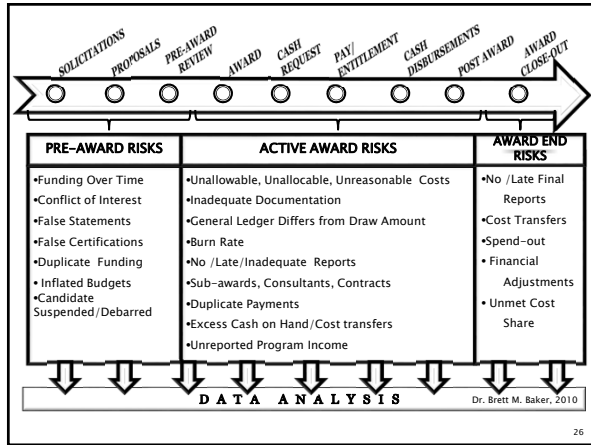 SOLICITATIONS
PROPOSALS
PRE-AWARD
REVIEW
AWARD
CASH
REQUEST
PAY/
ENTITLEMENT
CASH
DISBURSEMENTS
POST AWARD
AWARD
CLOSE-OUT
PRE-AWARD RISKS
•Funding Over Time
•Conflict of Interest
•False Statements
•False Certifications
•Duplicate Funding
• Inflated Budgets
•Candidate
Suspended/Debarred
ACTIVE AWARD RISKS
•Unallowable, Unallocable, Unreasonable Costs
•Inadequate Documentation
•General Ledger Differs from Draw Amount
•Burn Rate
•No /Late/Inadequate Reports
•Sub-awards, Consultants, Contracts
•Duplicate Payments
•Excess Cash on Hand/Cost transfers
•Unreported Program Income
AWARD END
RISKS
•No /Late Final
Reports
•Cost Transfers
•Spend-out
• Financial
Adjustments
• Unmet Cost
Share
DATA ANALYSIS
Dr. Brett M. Baker, 2010
26